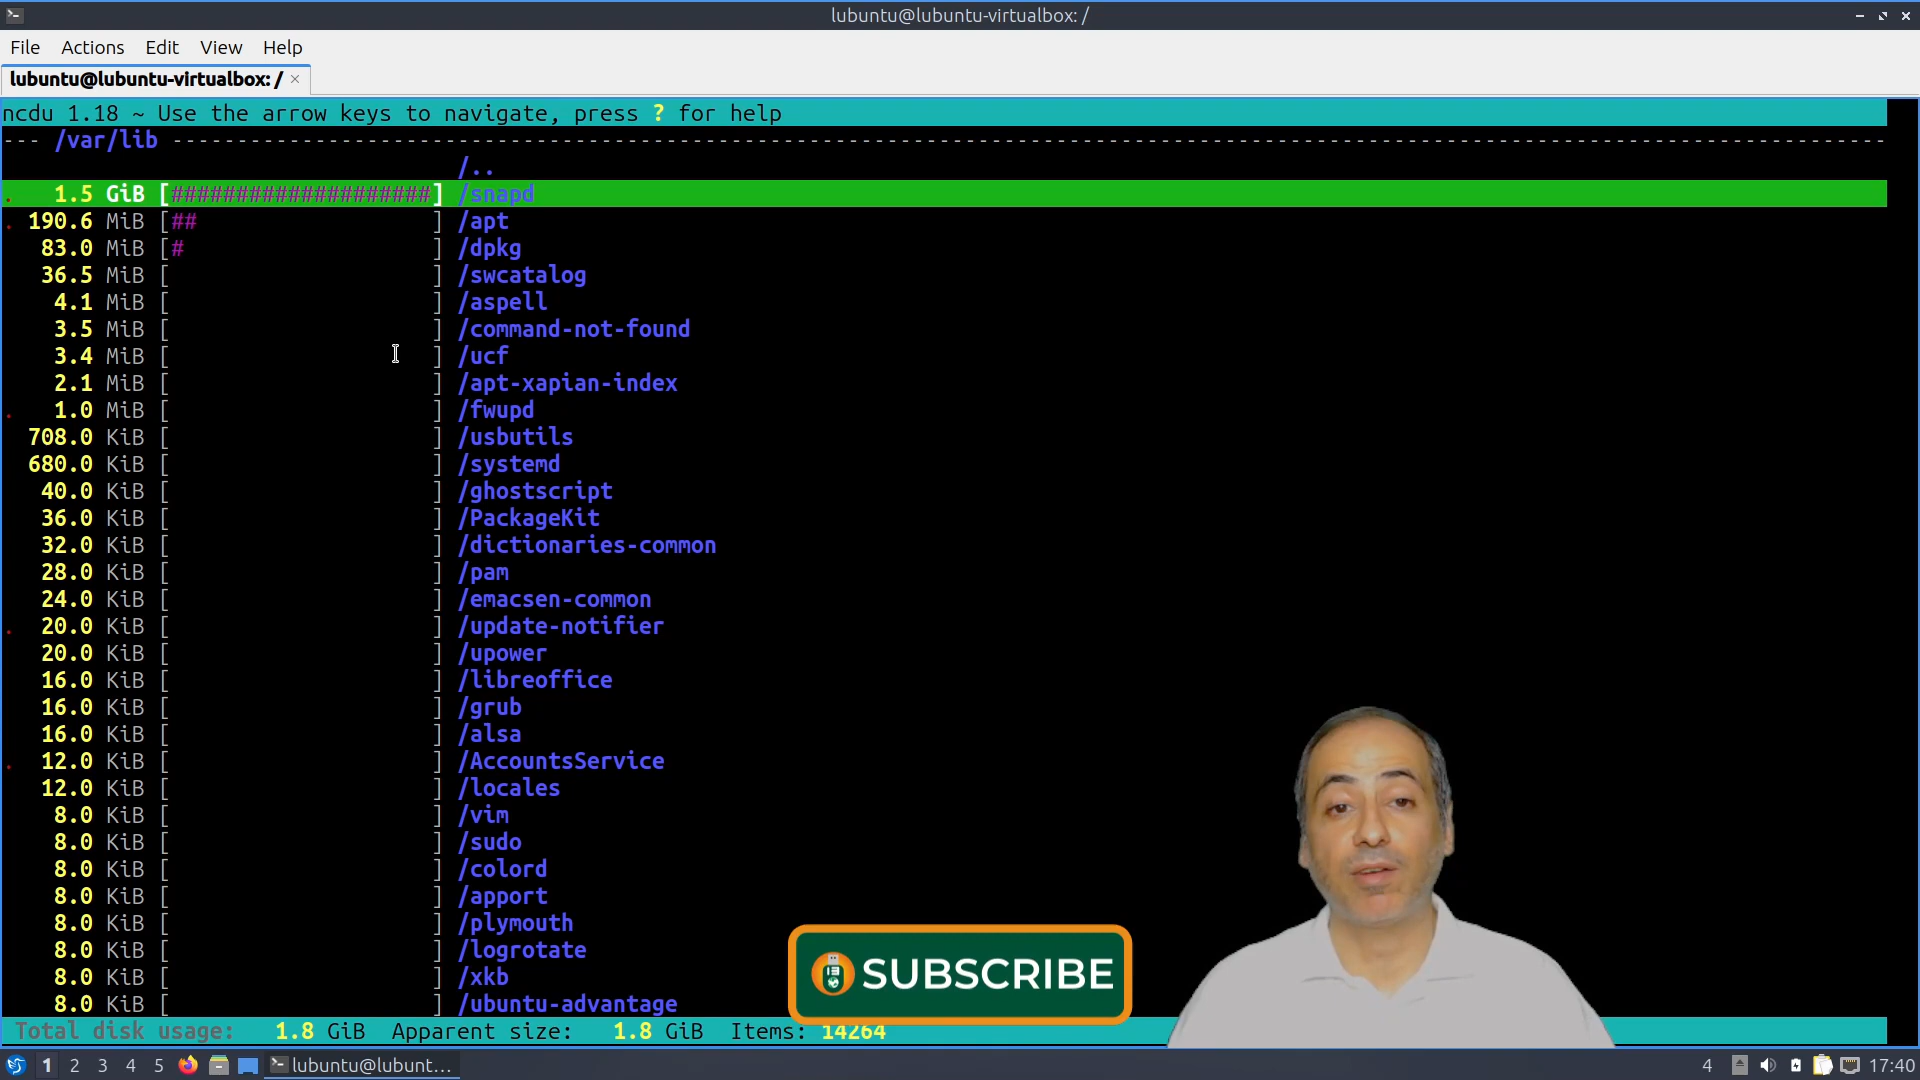 lubuntu@lubuntu-virtualbox: /
File Actions Edit View Help
lubuntu@lubuntu-virtualbox: / ×
ncdu 1.18 ~ Use the arrow keys to navigate, press ? for help
--- /var/lib ------------------------------------------------------------------------------------------------------------------------------------
/..
. 1.5 GiB [####################] /snapd
. 190.6 MiB [## ] /apt
83.0 MiB [# ] /dpkg
36.5 MiB [ ] /swcatalog
4.1 MiB [ ] /aspell
3.5 MiB [ ] /command-not-found
3.4 MiB [ ] /ucf
2.1 MiB [ ] /apt-xapian-index
. 1.0 MiB [ ] /fwupd
708.0 KiB [ ] /usbutils
680.0 KiB [ ] /systemd
40.0 KiB [ ] /ghostscript
36.0 KiB [ ] /PackageKit
32.0 KiB [ ] /dictionaries-common
28.0 KiB [ ] /pam
24.0 KiB [ ] /emacsen-common
. 20.0 KiB [ ] /update-notifier
20.0 KiB [ ] /upower
16.0 KiB [ ] /libreoffice
16.0 KiB [ ] /grub
16.0 KiB [ ] /alsa
. 12.0 KiB [ ] /AccountsService
12.0 KiB [ ] /locales
8.0 KiB [ ] /vim
8.0 KiB [ ] /sudo
8.0 KiB [ ] /colord
8.0 KiB [ ] /apport
8.0 KiB [ ] /plymouth
8.0 KiB [ ] /logrotate
8.0 KiB [ ] /xkb
8.0 KiB [ ] /ubuntu-advantage
SUBSCRIBE
Total disk usage: 1.8 GiB Apparent size: 1.8 GiB Items: 14264
1 2 3 4 5 lubuntu@lubunt... 4 17:40